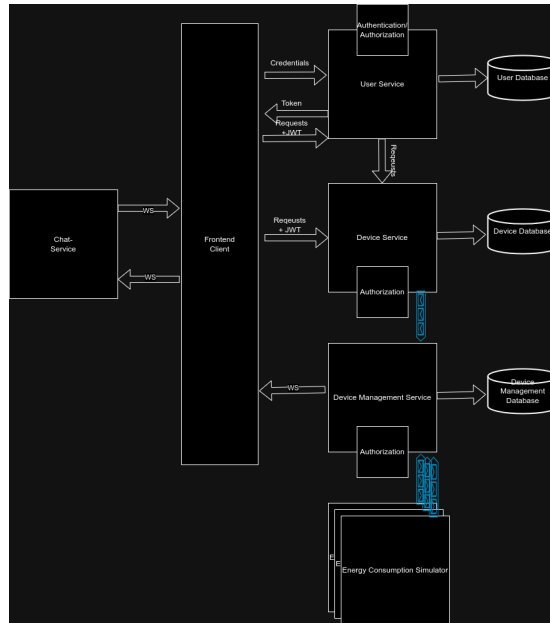 Authentication/
Authorization
Credentials
User Service
User Database
Token
Requests
+JWT
Reqeusts
WS
Chat-
Service
Frontend
Client
Reqeusts
+ JWT
Device Service
Device Database
WS
Authorization
WS
Device Management Service
Device
Management
Database
Authorization
E
E
Energy Consumption Simulator